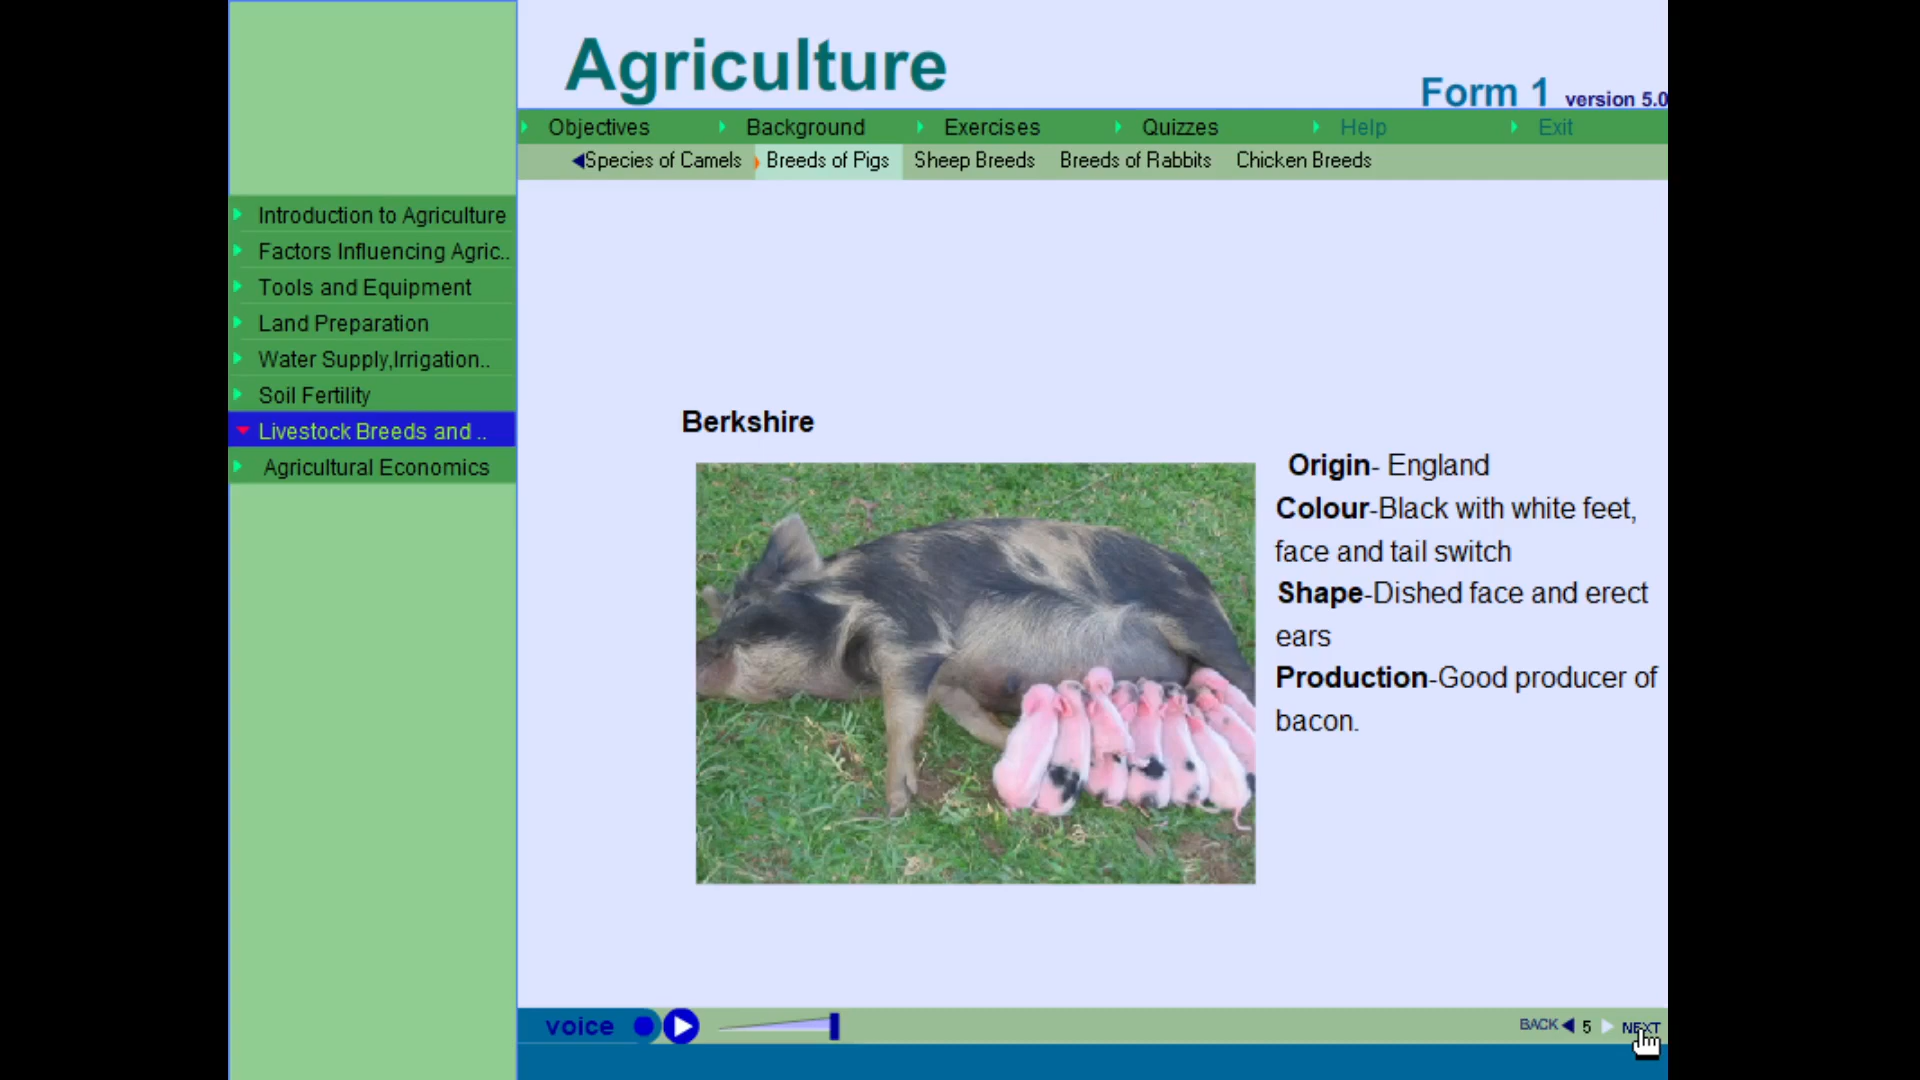 Agriculture
Form 1 version 5.0
Objectives Background Exercises Quizzes Help Exit
Species of Camels Breeds of Pigs Sheep Breeds Breeds of Rabbits Chicken Breeds
Introduction to Agriculture
Factors Influencing Agric..
Tools and Equipment
Land Preparation
Water Supply,Irrigation..
Soil Fertility
Livestock Breeds and ..
Agricultural Economics
Berkshire
Origin- England
Colour-Black with white feet,
face and tail switch
Shape-Dished face and erect
ears
Production-Good producer of
bacon.
voice
BACK 5 NEXT